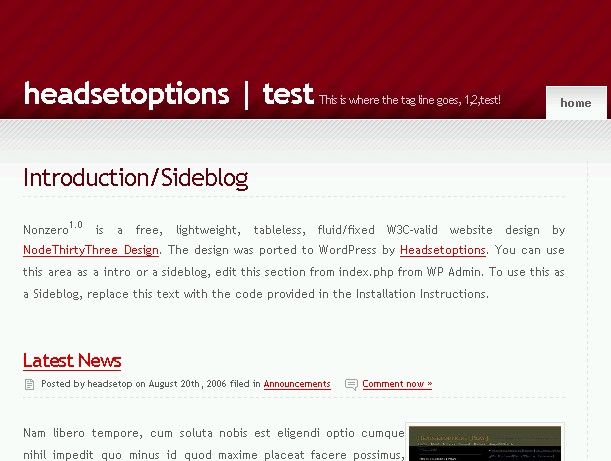 headsetoptions | test This is where the tag line goes, 1,2,test!
home
Introduction/Sideblog
Nonzero1.0 is a free, lightweight, tableless, fluid/fixed W3C-valid website design by
NodeThirtyThree Design. The design was ported to WordPress by Headsetoptions. You can use
this area as a intro or a sideblog, edit this section from index.php from WP Admin. To use this as
a Sideblog, replace this text with the code provided in the Installation Instructions.
Latest News
Posted by headsetop on August 20th, 2006 filed in Announcements
Comment now »
Nam libero tempore, cum soluta nobis est eligendi optio cumque
nihil impedit quo minus id quod maxime placeat facere possimus,